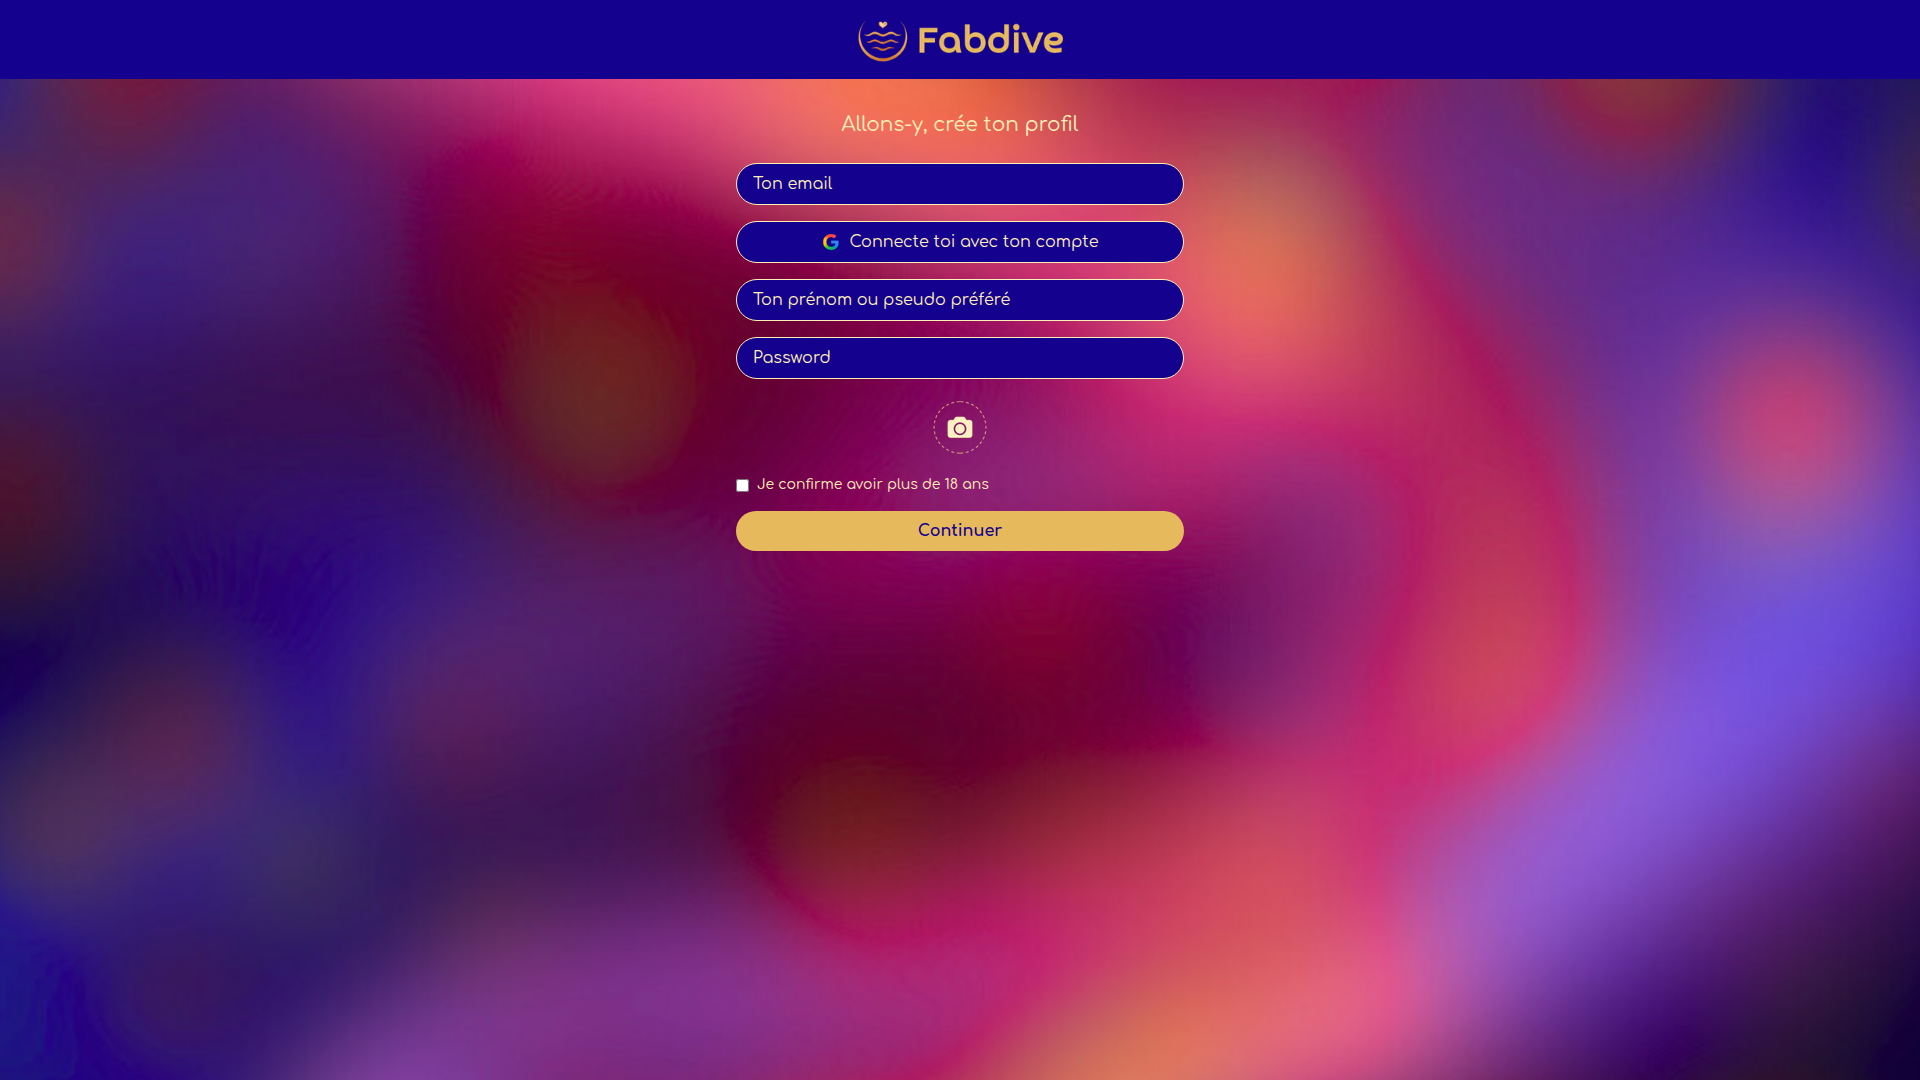 Fabdive
Allons-y, crée ton profil
Ton email
Connecte toi avec ton compte
Ton prénom ou pseudo préféré
Password
Je confirme avoir plus de 18 ans
Continuer